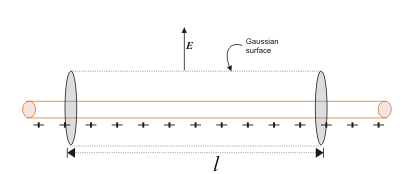 E
Gaussian
surface
+ + + + + + + + + + + + + +
l